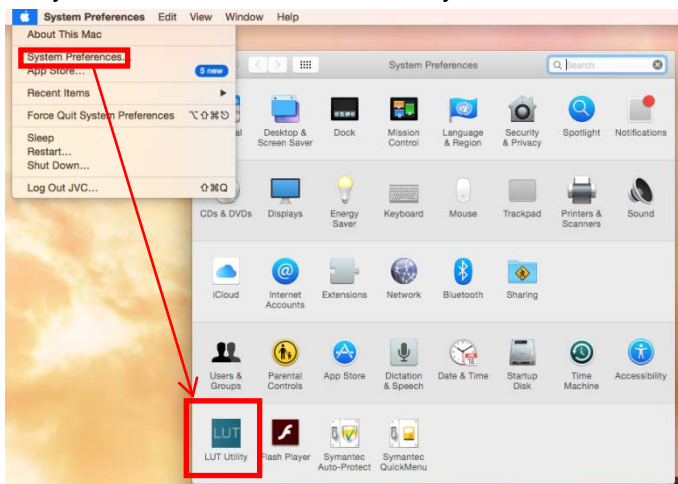 System Preferences Edit View Window Help
About This Mac
System Preferences...
App Store... 5 new
Recent Items
Force Quit System Preferences ⌥⇧⌘⎋
Sleep
Restart...
Shut Down...
Log Out JVC... ⇧⌘Q
System Preferences
Search
Desktop & Screen Saver
Dock
Mission Control
Language & Region
Security & Privacy
Spotlight
Notifications
CDs & DVDs
Displays
Energy Saver
Keyboard
Mouse
Trackpad
Printers & Scanners
Sound
iCloud
Internet Accounts
Extensions
Network
Bluetooth
Sharing
Users & Groups
Parental Controls
App Store
Dictation & Speech
Date & Time
Startup Disk
Time Machine
Accessibility
LUT
LUT Utility
Flash Player
Symantec Auto-Protect
Symantec QuickMenu